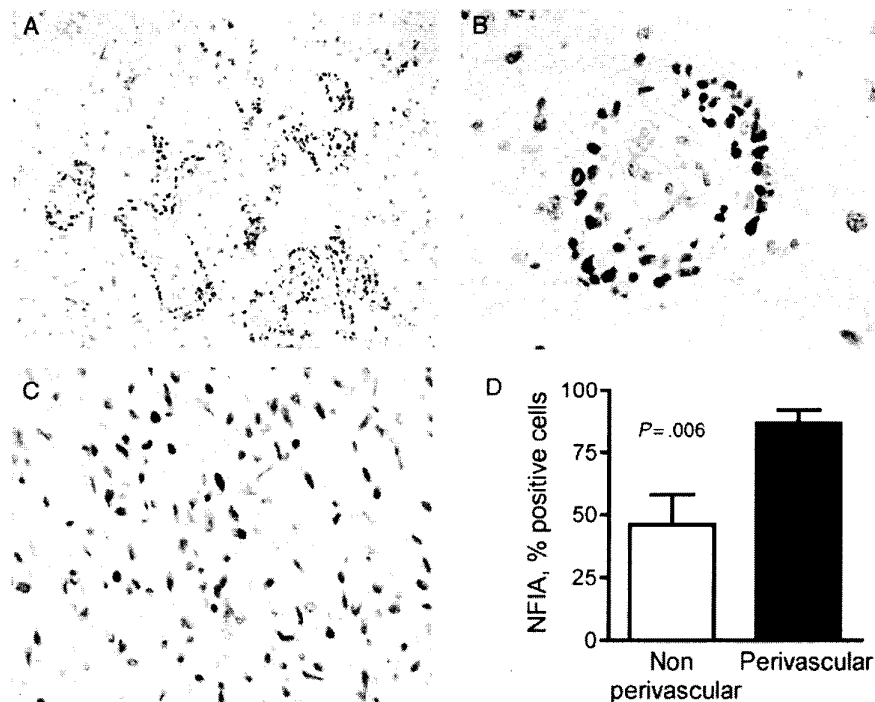 A
B
C
D
100
75
50
25
0
NFIA, % positive cells
P= .006
Non
perivascular
Perivascular